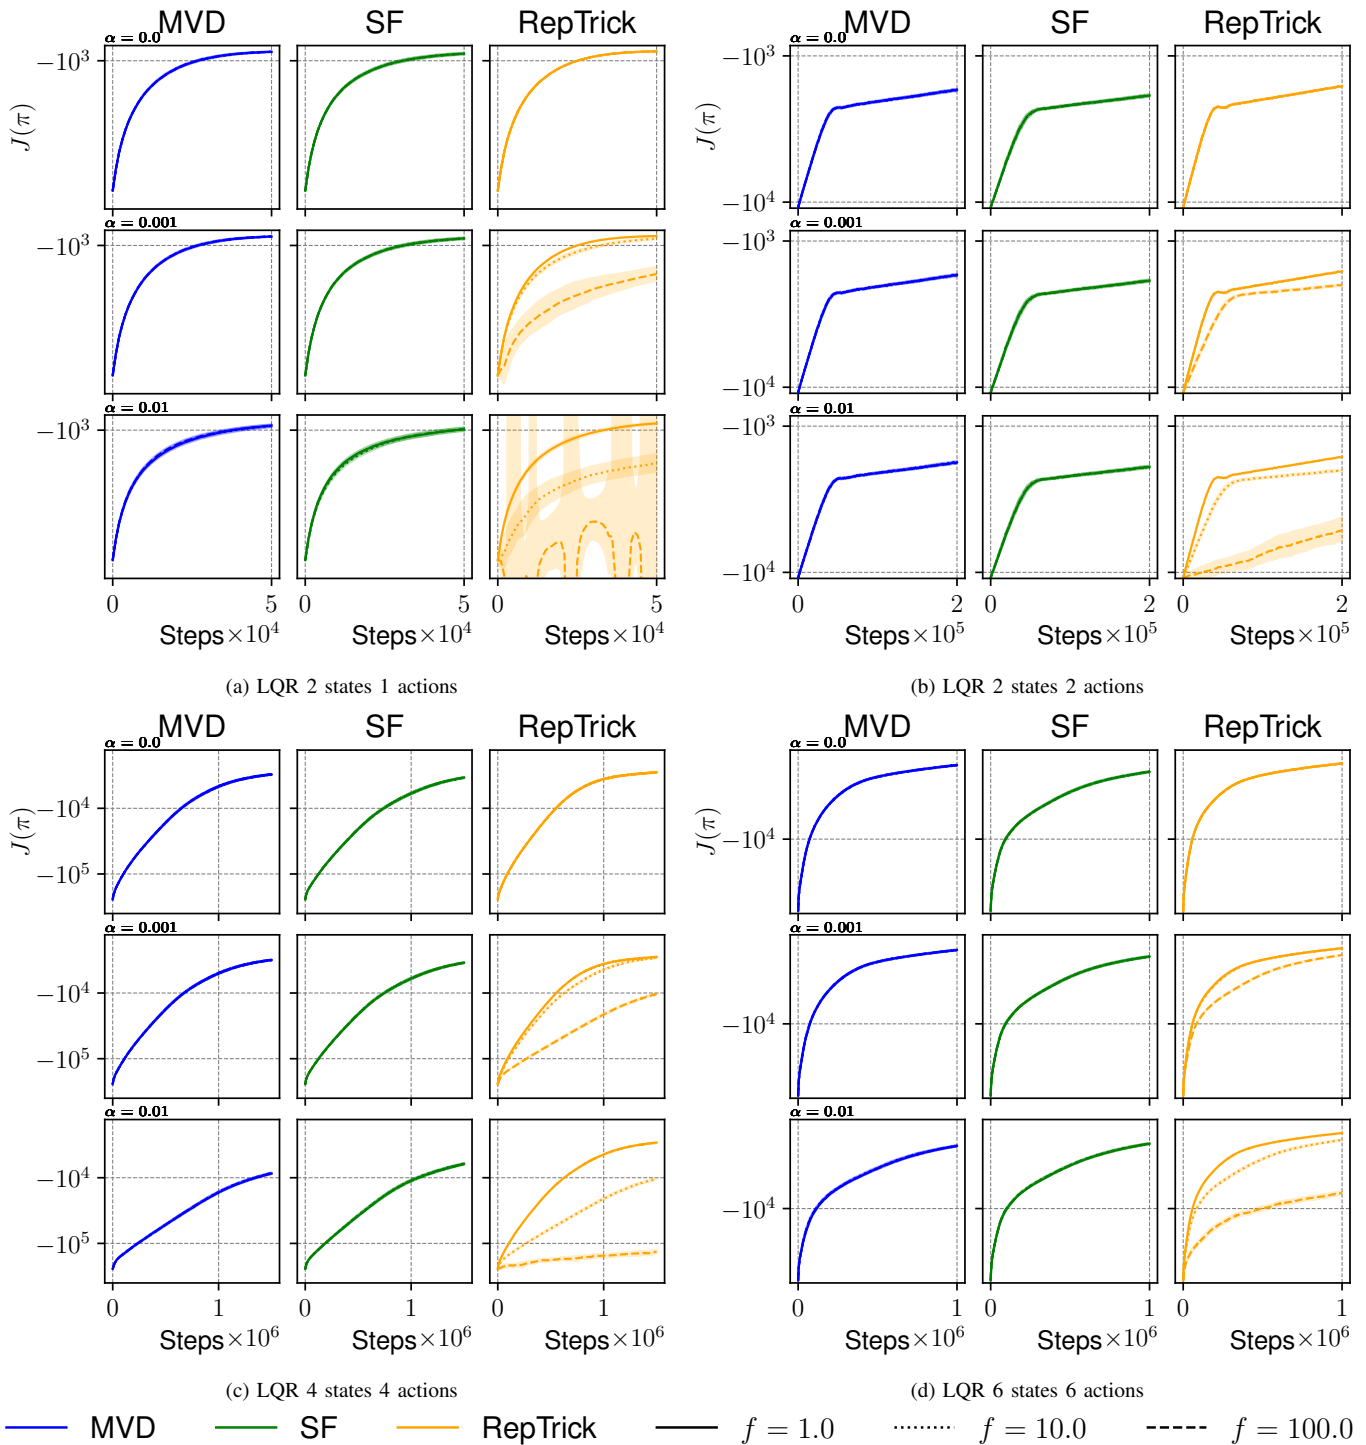 MVD SF RepTrick MVD SF RepTrick
α = 0.0 α = 0.0
−10³ −10³
J(π) J(π)
−10⁴
α = 0.001 α = 0.001
−10³ −10³
−10⁴
α = 0.01 α = 0.01
−10³ −10³
−10⁴
0 5 0 5 0 5 0 2 0 2 0 2
Steps×10⁴ Steps×10⁴ Steps×10⁴ Steps×10⁵ Steps×10⁵ Steps×10⁵
(a) LQR 2 states 1 actions (b) LQR 2 states 2 actions
MVD SF RepTrick MVD SF RepTrick
α = 0.0 α = 0.0
−10⁴ −10⁴
J(π) J(π)
−10⁵
α = 0.001 α = 0.001
−10⁴ −10⁴
−10⁵
α = 0.01 α = 0.01
−10⁴ −10⁴
−10⁵
0 1 0 1 0 1 0 1 0 1 0 1
Steps×10⁶ Steps×10⁶ Steps×10⁶ Steps×10⁶ Steps×10⁶ Steps×10⁶
(c) LQR 4 states 4 actions (d) LQR 6 states 6 actions
MVD SF RepTrick f = 1.0 f = 10.0 f = 100.0